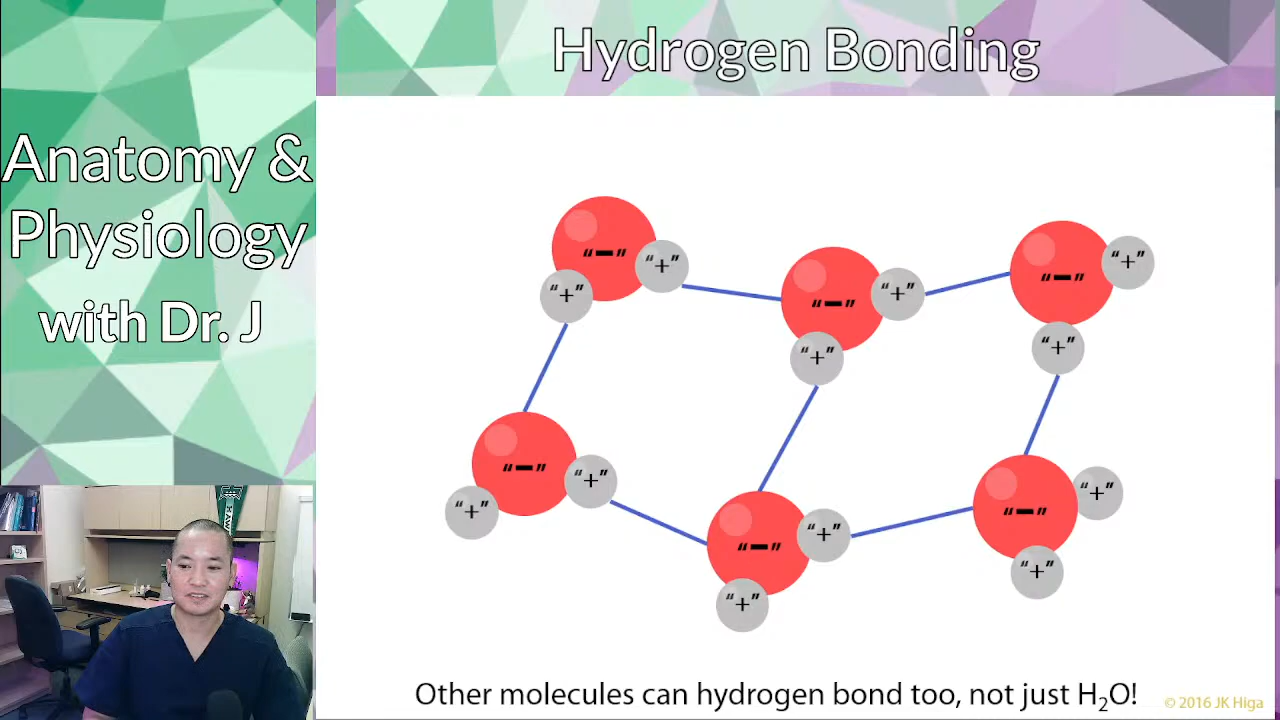 Hydrogen Bonding
Anatomy &
Physiology
with Dr. J
“−” “+” “+”
“−” “+” “+”
“−” “+” “+”
“−” “+” “+”
“−” “+” “+”
“−” “+” “+”
Other molecules can hydrogen bond too, not just H₂O!
© 2016 JK Higa